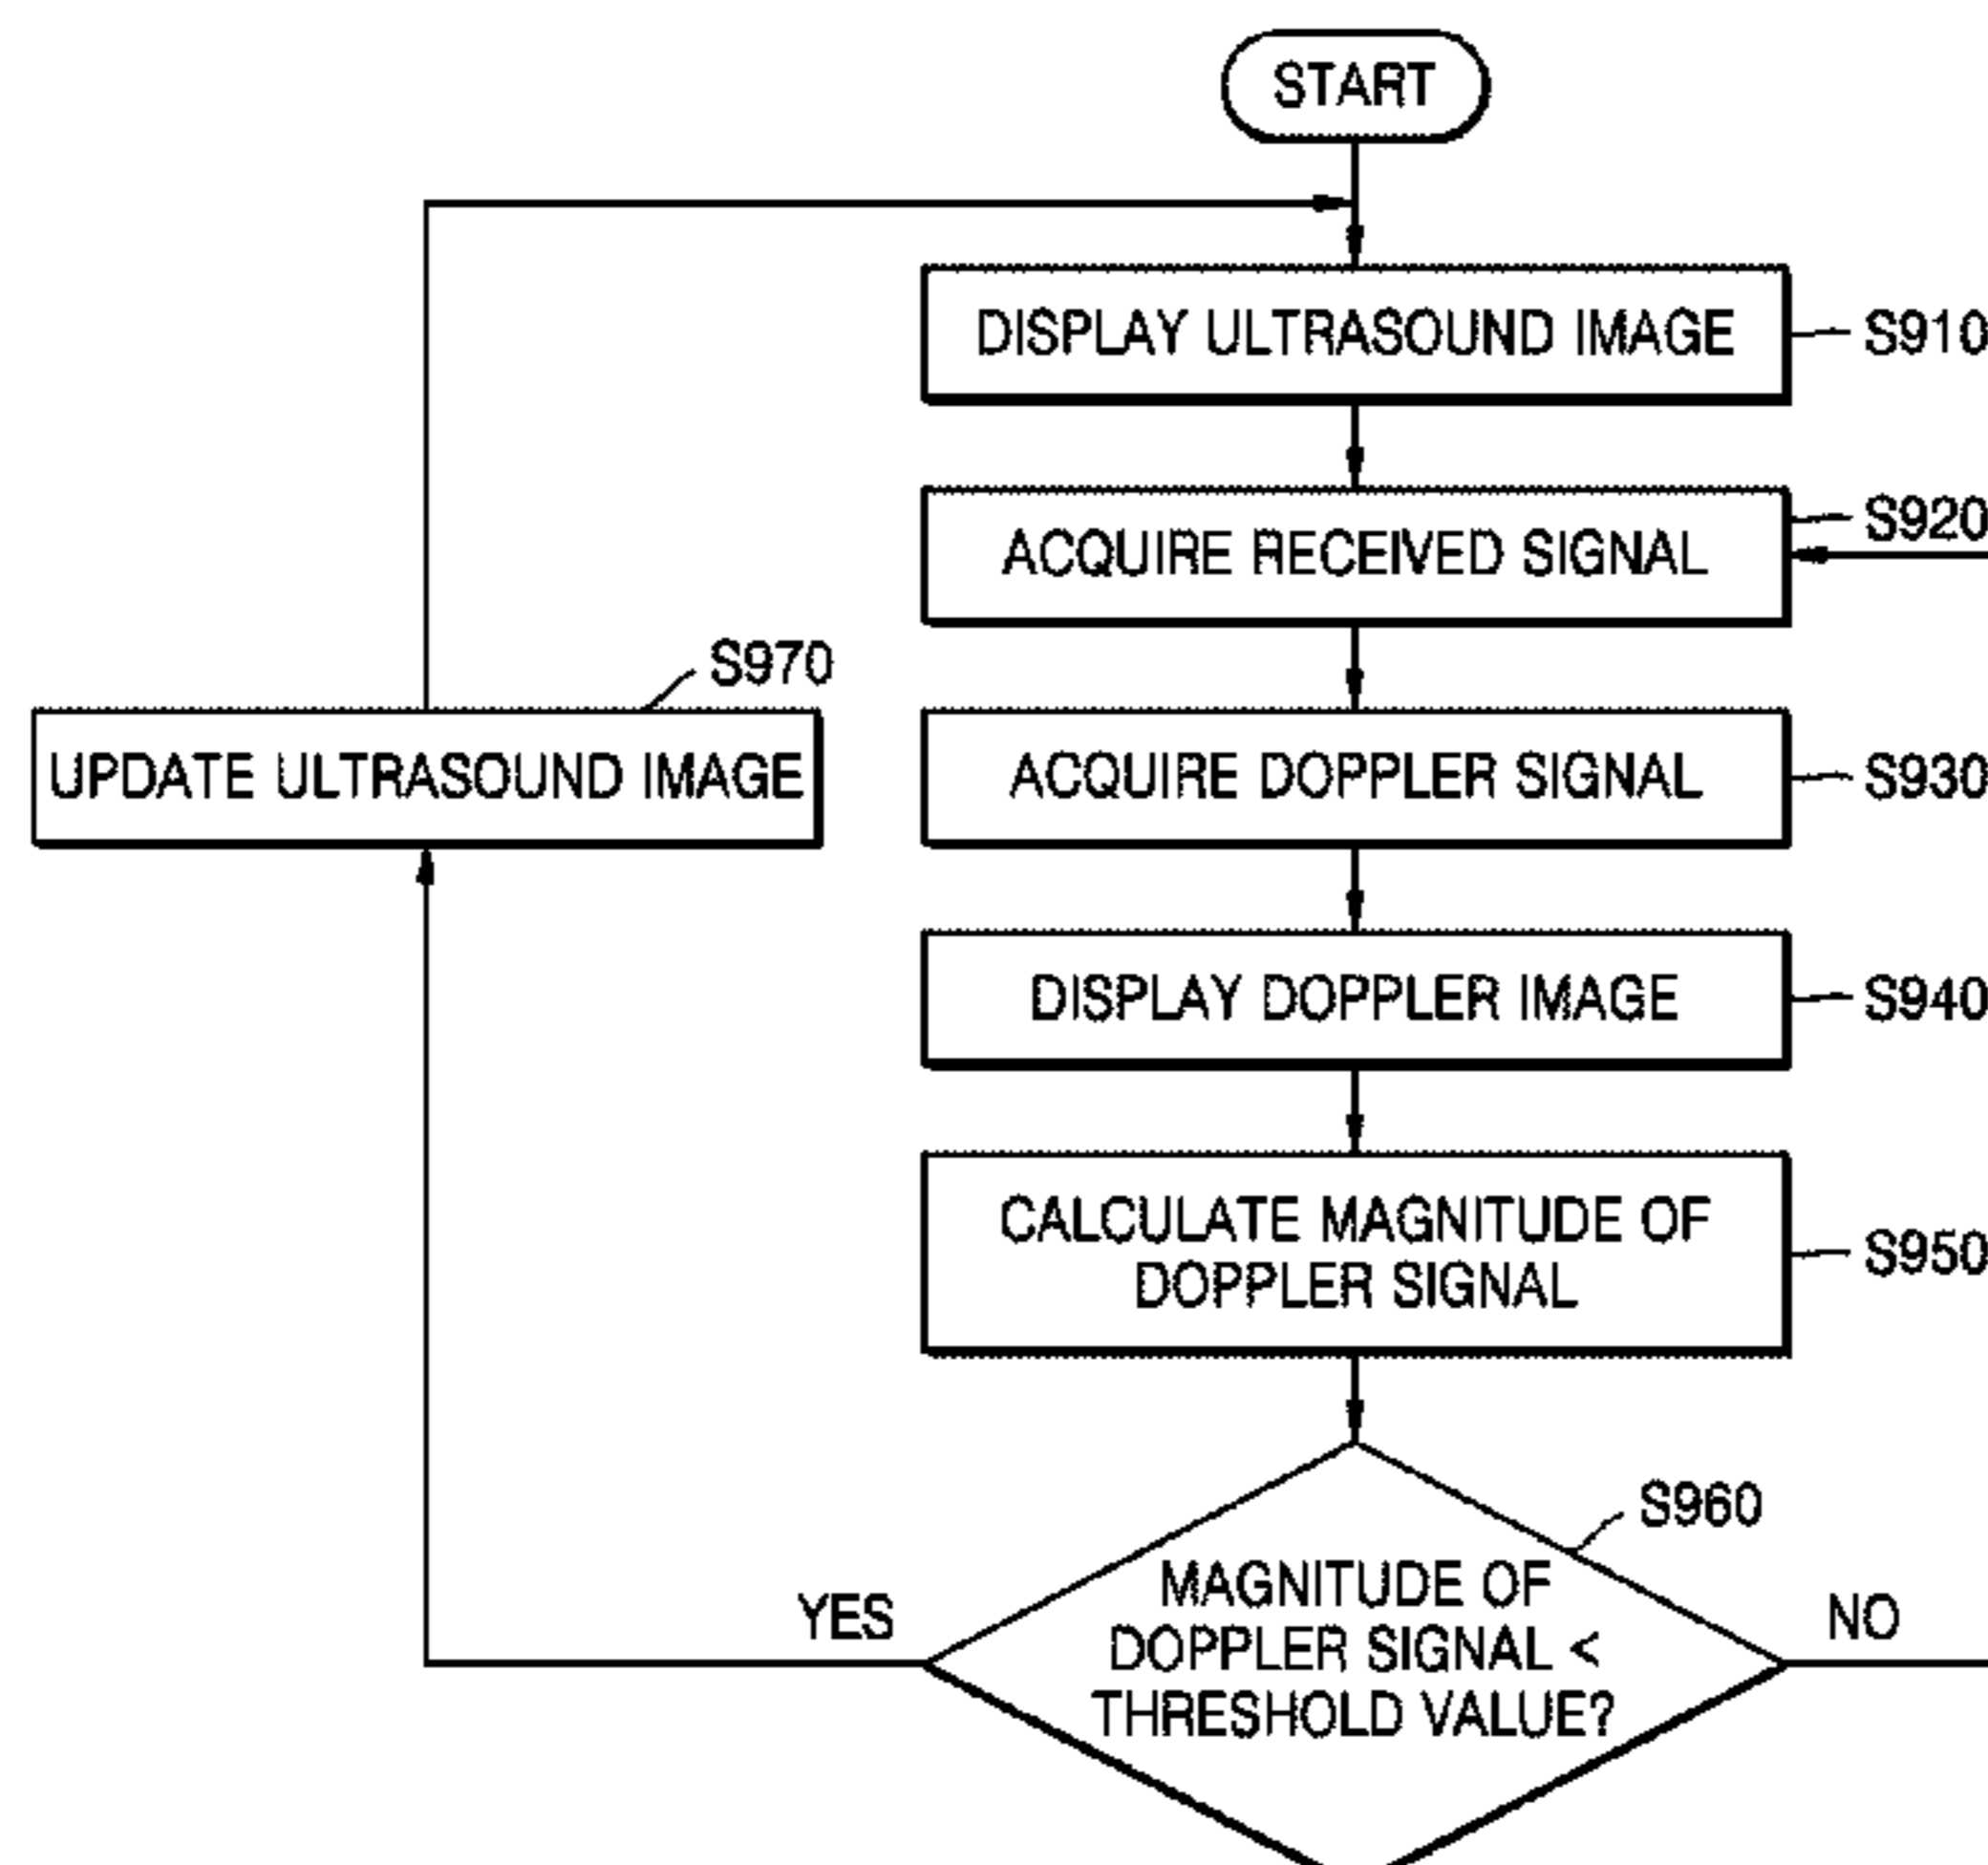 START
DISPLAY ULTRASOUND IMAGE
S910
ACQUIRE RECEIVED SIGNAL
S920
S970
UPDATE ULTRASOUND IMAGE
ACQUIRE DOPPLER SIGNAL
S930
DISPLAY DOPPLER IMAGE
S940
CALCULATE MAGNITUDE OF
DOPPLER SIGNAL
S950
S960
MAGNITUDE OF
DOPPLER SIGNAL <
THRESHOLD VALUE?
YES
NO